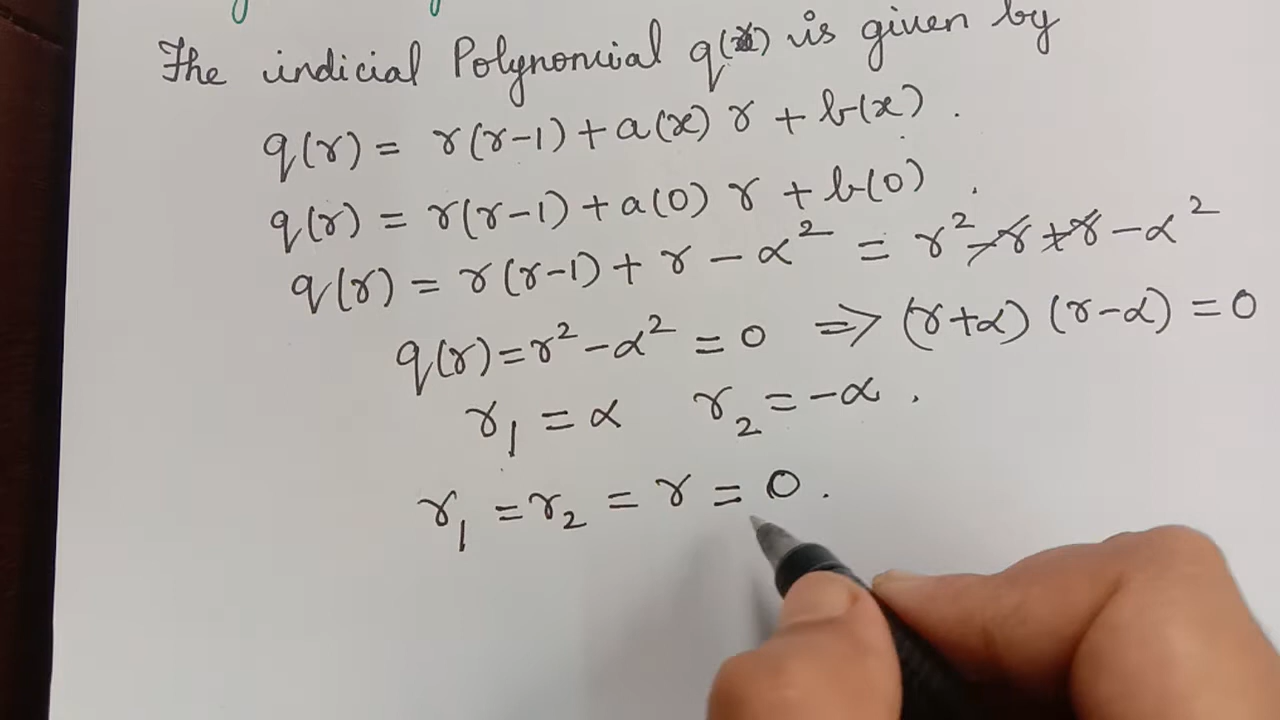 The indicial Polynomial q(r) is given by
q(r) = r(r-1) + a(x) r + b(x) .
q(r) = r(r-1) + a(0) r + b(0) .
q(r) = r(r-1) + r - α² = r² - r + r - α²
q(r) = r² - α² = 0 => (r+α) (r-α) = 0
r₁ = α r₂ = -α .
r₁ = r₂ = r = 0 .